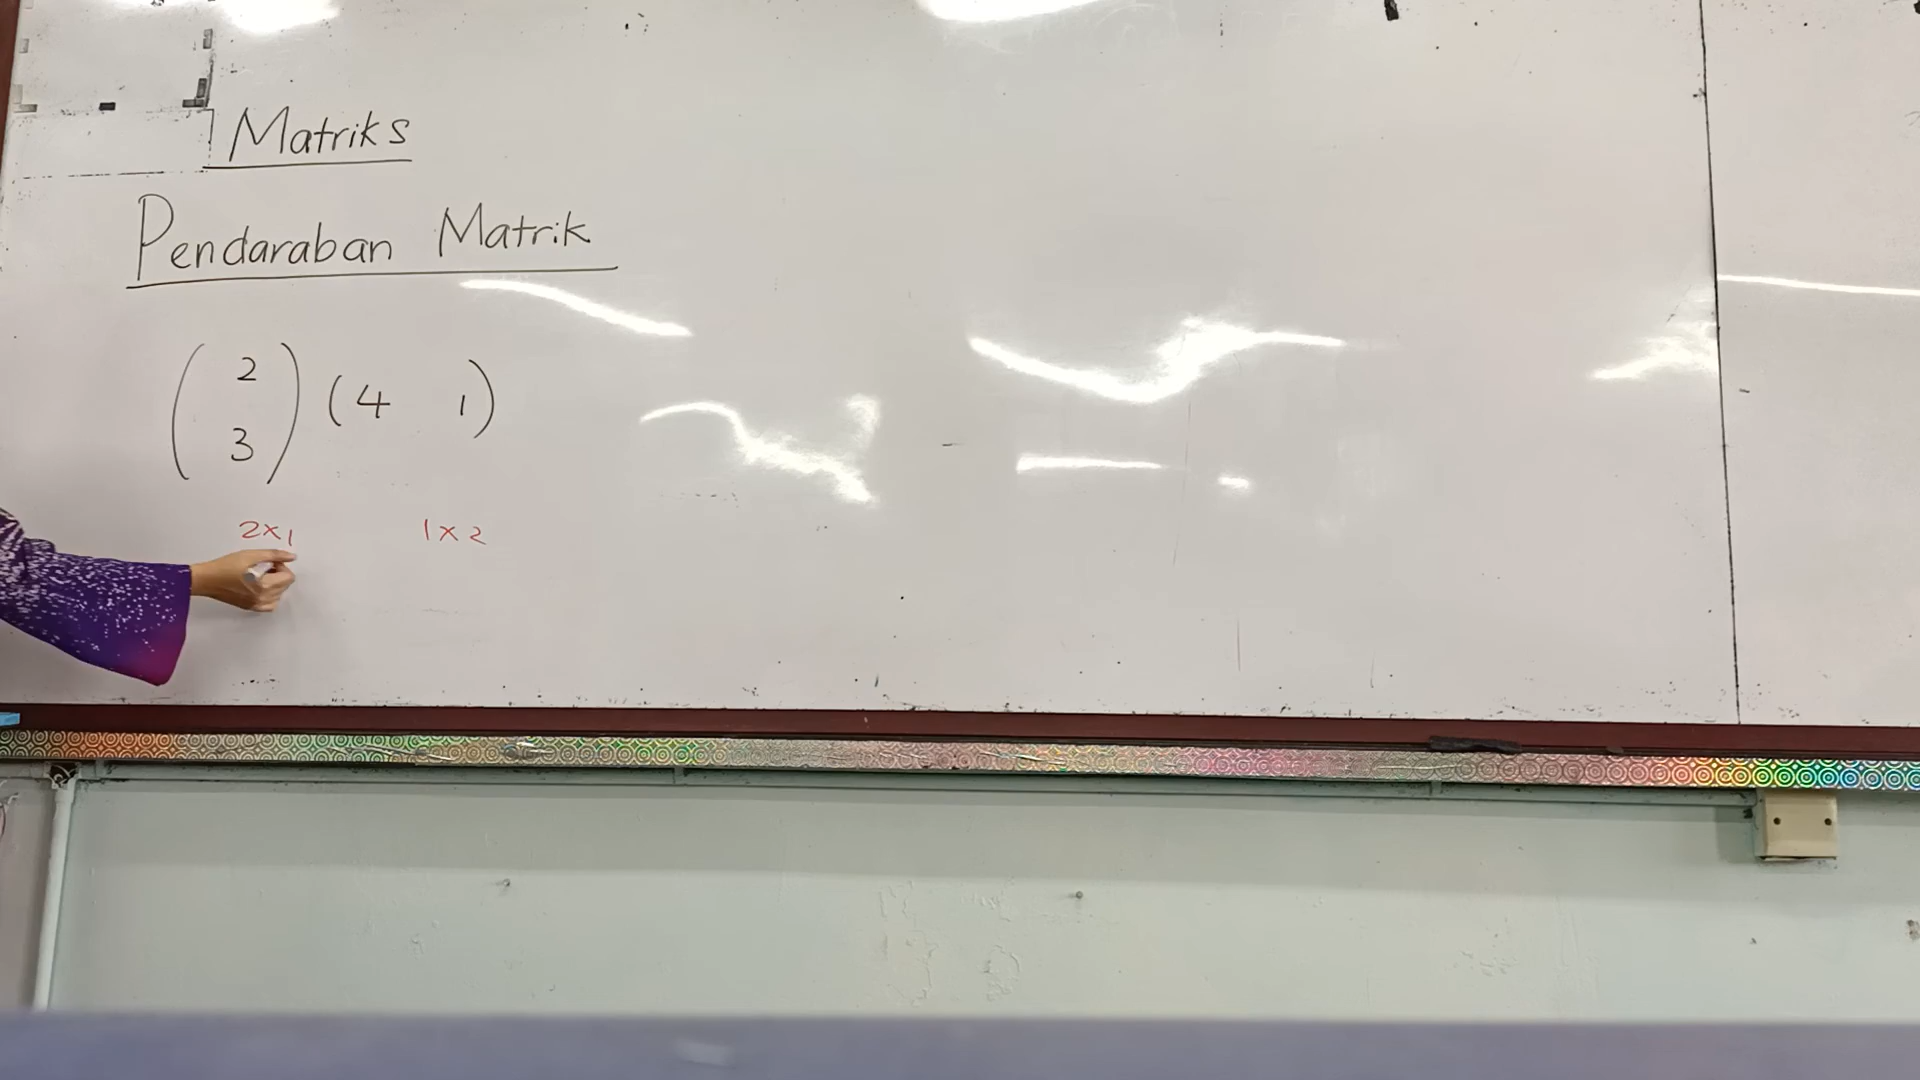 Matriks
Pendaraban Matrik
( 2 ) ( 4 1 )
3
2x1 1x2